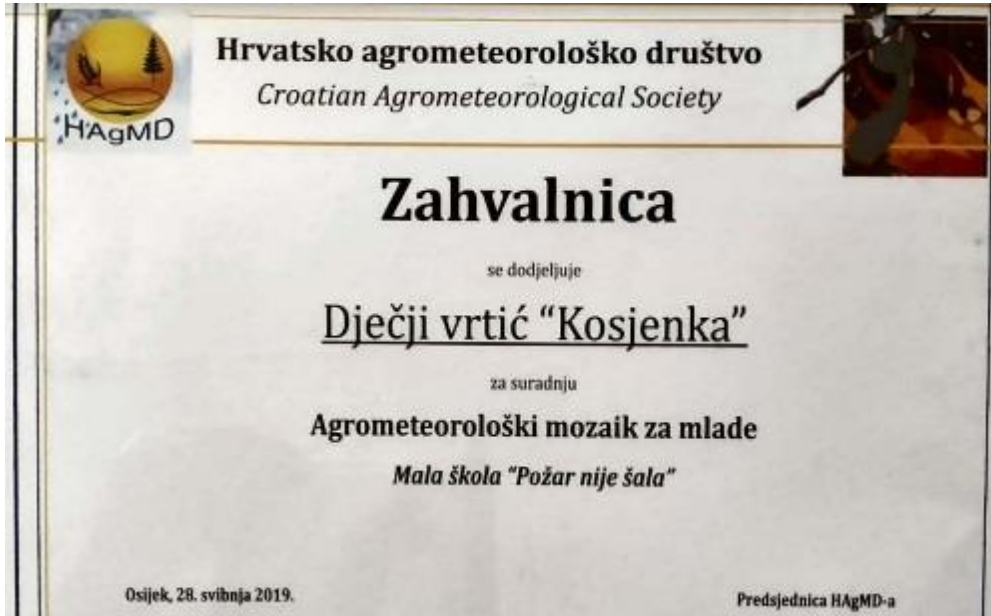 Hrvatsko agrometeorološko društvo
Croatian Agrometeorological Society
HAgMD
Zahvalnica
se dodjeljuje
Dječji vrtić “Kosjenka”
za suradnju
Agrometeorološki mozaik za mlade
Mala škola “Požar nije šala”
Osijek, 28. svibnja 2019.
Predsjednica HAgMD-a